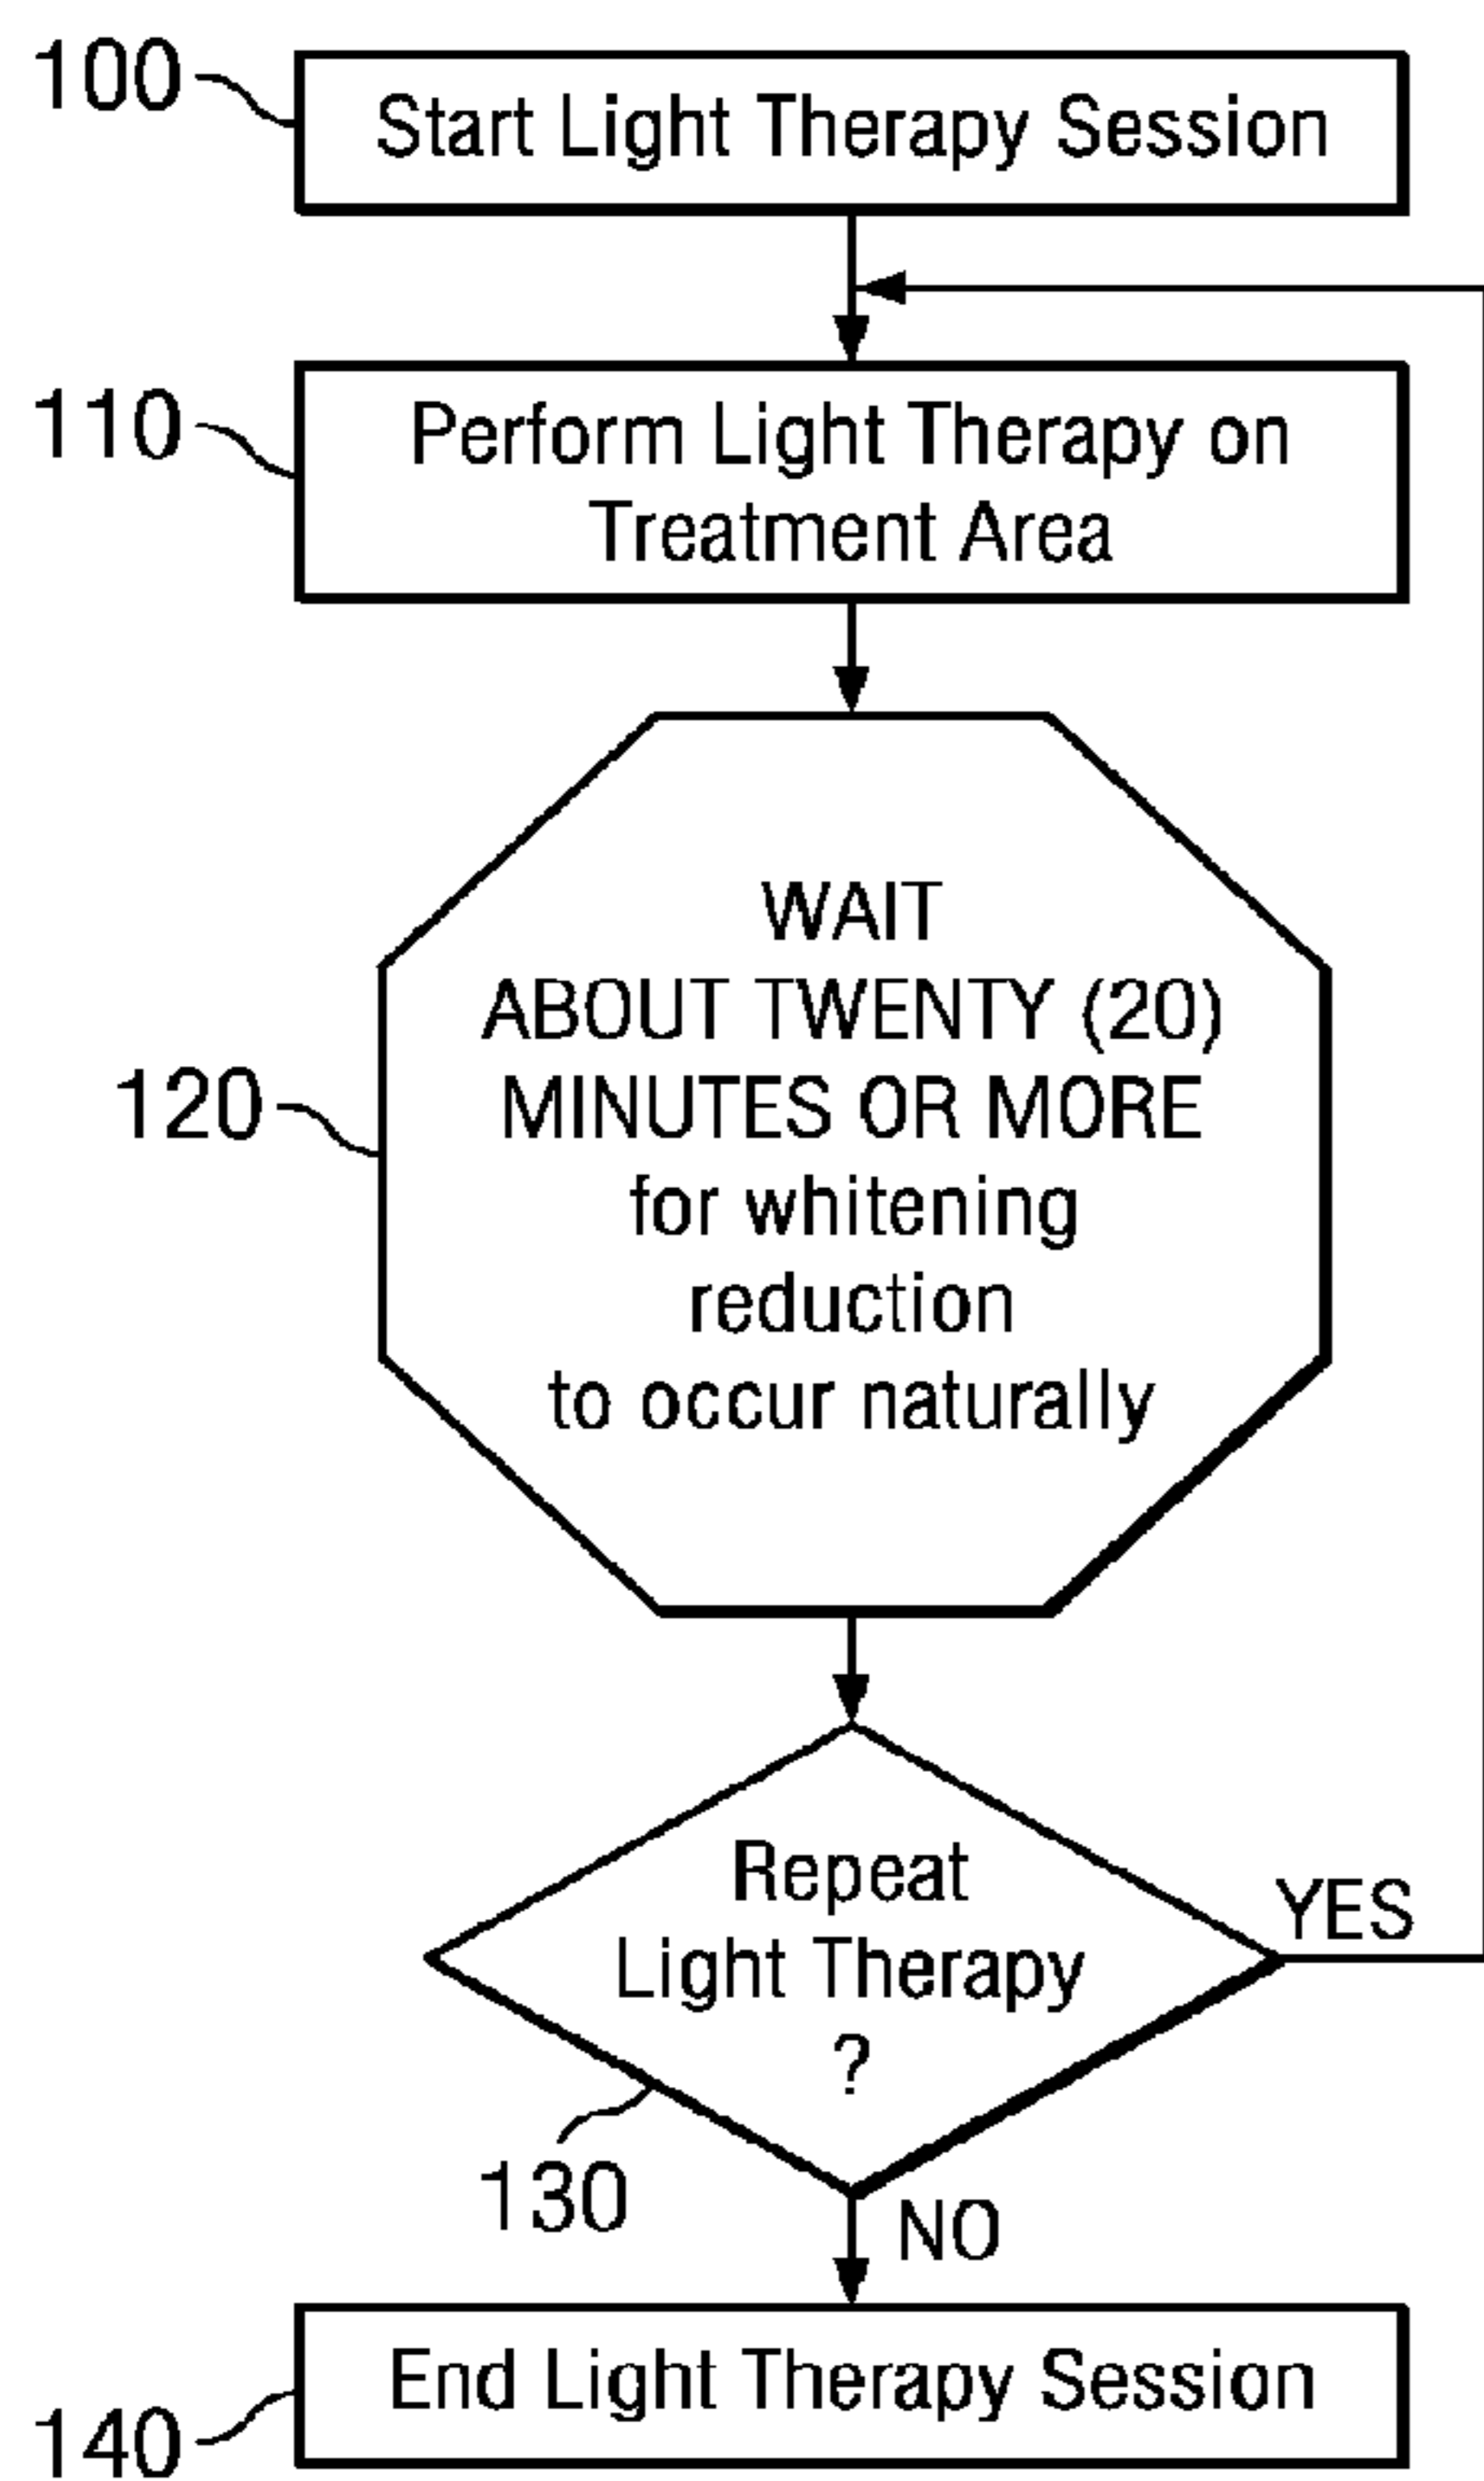 100
Start Light Therapy Session
110
Perform Light Therapy on
Treatment Area
120
WAIT
ABOUT TWENTY (20)
MINUTES OR MORE
for whitening
reduction
to occur naturally
Repeat
Light Therapy
?
YES
130
NO
End Light Therapy Session
140